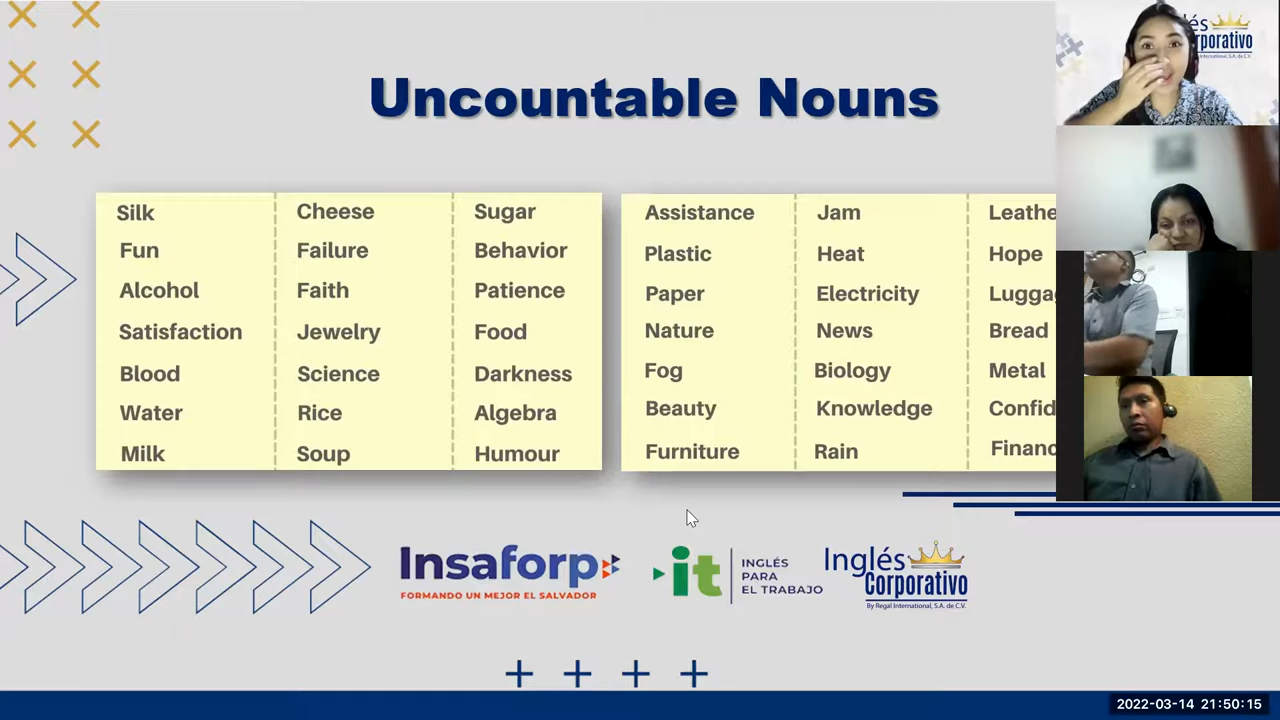 Uncountable Nouns
Silk Cheese Sugar
Fun Failure Behavior
Alcohol Faith Patience
Satisfaction Jewelry Food
Blood Science Darkness
Water Rice Algebra
Milk Soup Humour
Assistance Jam
Plastic Heat Hope
Paper Electricity
Nature News Bread
Fog Biology Metal
Beauty Knowledge
Furniture Rain
Insaforp
FORMANDO UN MEJOR EL SALVADOR
it
INGLÉS
PARA
EL TRABAJO
Inglés
Corporativo
By Regal International, S.A. de C.V.
2022-03-14 21:50:15